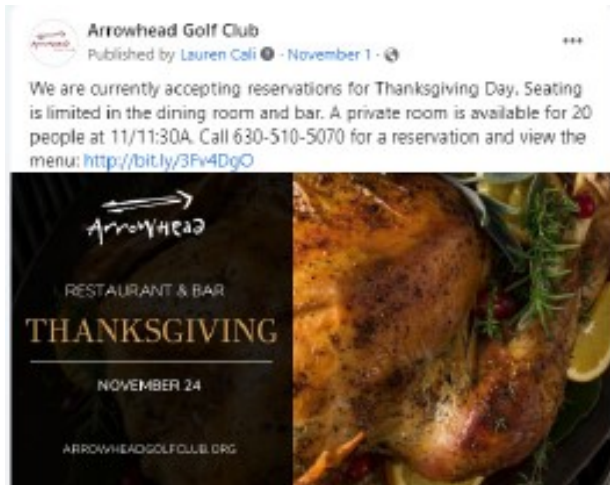 Arrowhead Golf Club
Published by Lauren Cali · November 1 ·
We are currently accepting reservations for Thanksgiving Day. Seating
is limited in the dining room and bar. A private room is available for 20
people at 11/11:30A. Call 630-510-5070 for a reservation and view the
menu: http://bit.ly/3Fv4DgO
ArrowHead
RESTAURANT & BAR
THANKSGIVING
NOVEMBER 24
ARROWHEADGOLFCLUB.ORG